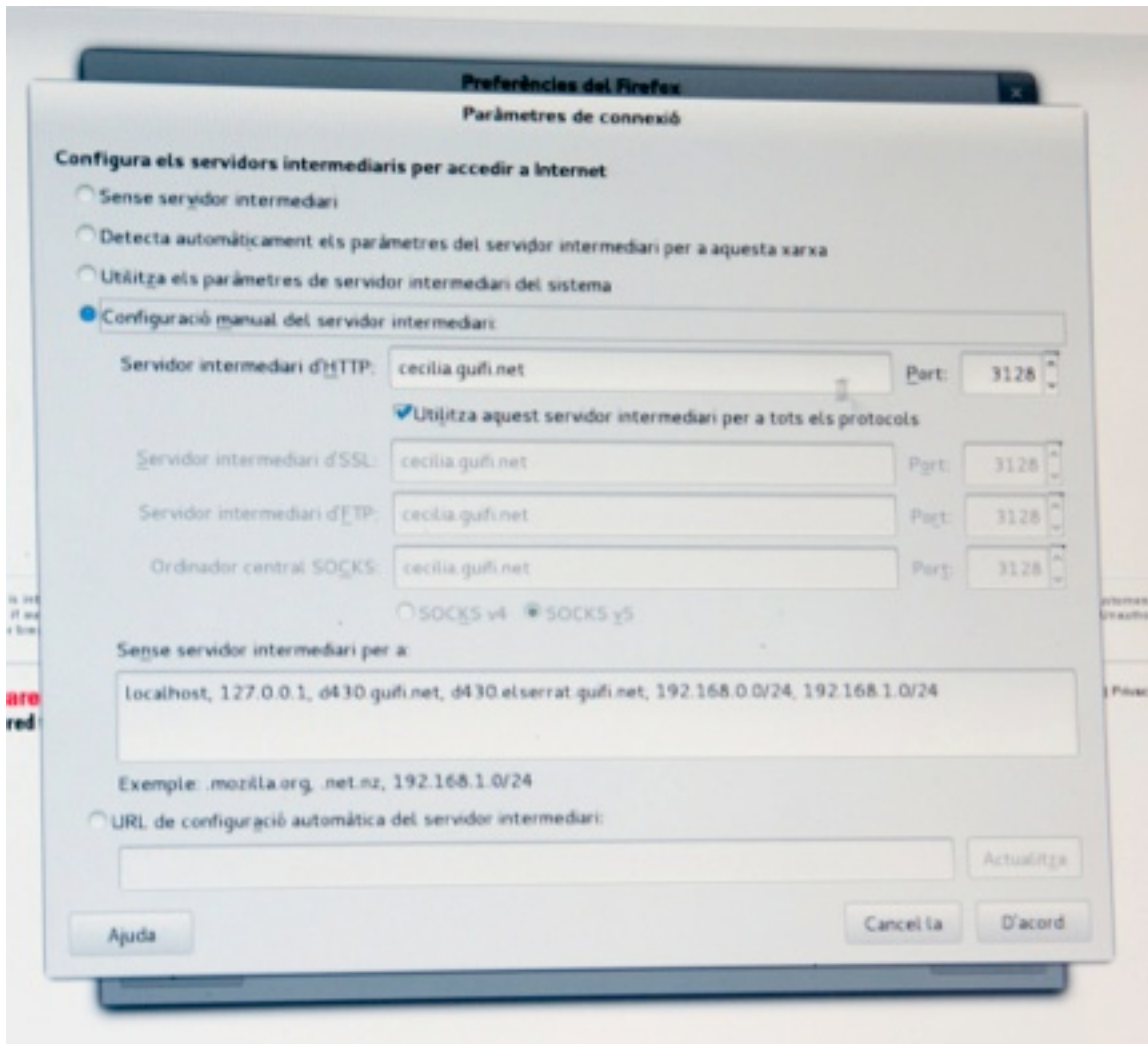 Preferències del Firefox
Paràmetres de connexió
Configura els servidors intermediaris per accedir a Internet
Sense servidor intermediari
Detecta automàticament els paràmetres del servidor intermediari per a aquesta xarxa
Utilitza els paràmetres de servidor intermediari del sistema
Configuració manual del servidor intermediari:
Servidor intermediari d'HTTP: cecilia.guifi.net Port: 3128
Utilitza aquest servidor intermediari per a tots els protocols
Servidor intermediari d'SSL: cecilia.guifi.net Port: 3128
Servidor intermediari d'FTP: cecilia.guifi.net Port: 3128
Ordinador central SOCKS: cecilia.guifi.net Port: 3128
SOCKS v4 SOCKS v5
Sense servidor intermediari per a:
localhost, 127.0.0.1, d430.guifi.net, d430.elserrat.guifi.net, 192.168.0.0/24, 192.168.1.0/24
Exemple: .mozilla.org, .net.nz, 192.168.1.0/24
URL de configuració automàtica del servidor intermediari:
Actualitza
Ajuda Cancel·la D'acord